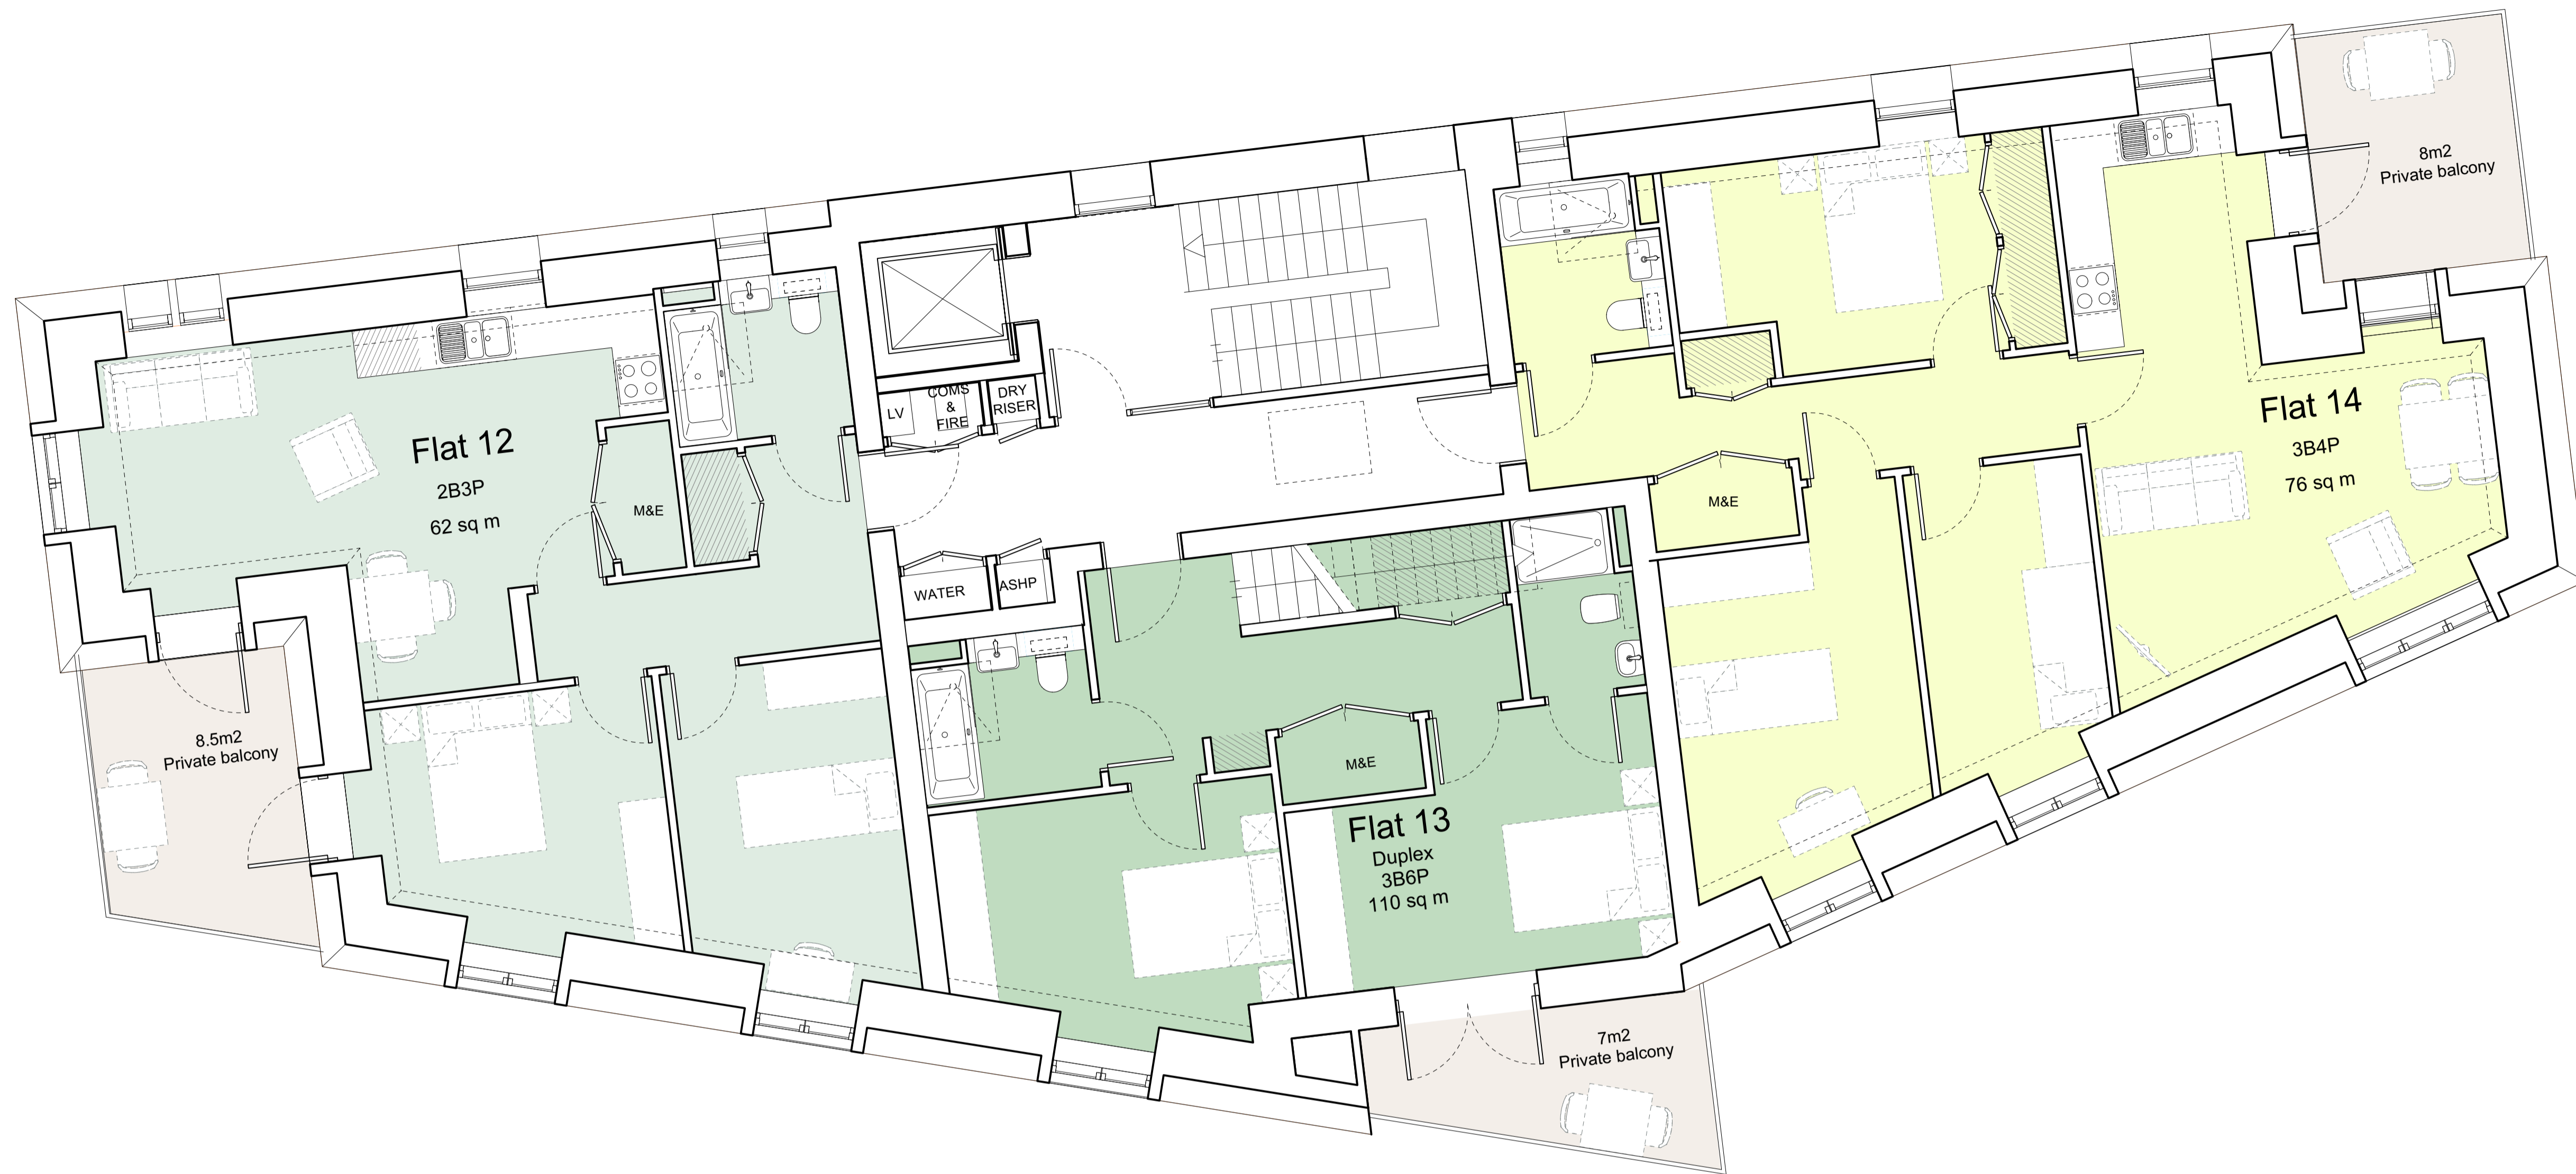 Flat 12
2B3P
62 sq m
M&E
8.5m2
Private balcony
LV
COMS
&
FIRE
DRY
RISER
WATER
ASHP
M&E
Flat 13
Duplex
3B6P
110 sq m
7m2
Private balcony
M&E
Flat 14
3B4P
76 sq m
8m2
Private balcony